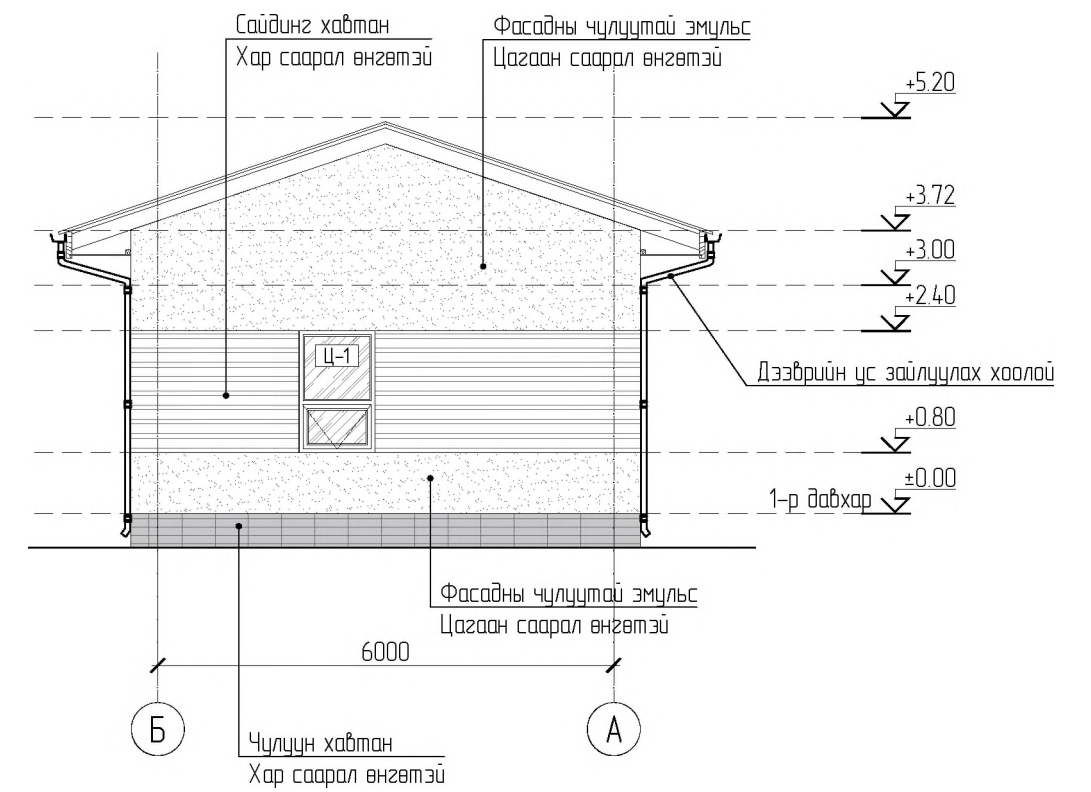 Сайдинг хавтан
Хар саарал өнгөтэй
Фасадны чулуутай эмульс
Цагаан саарал өнгөтэй
+5.20
+3.72
+3.00
+2.40
Ц-1
Дээврийн ус зайлуулах хоолой
+0.80
±0.00
1-р давхар
Фасадны чулуутай эмульс
Цагаан саарал өнгөтэй
6000
Б
А
Чулуун хавтан
Хар саарал өнгөтэй